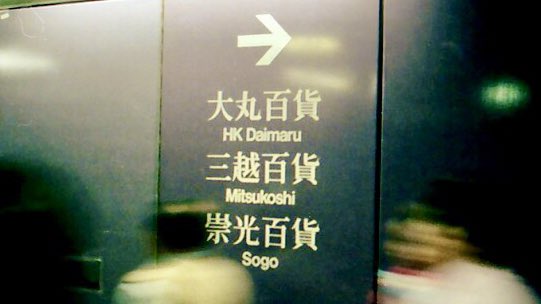 大丸百貨
HK Daimaru
三越百貨
Mitsukoshi
崇光百貨
Sogo